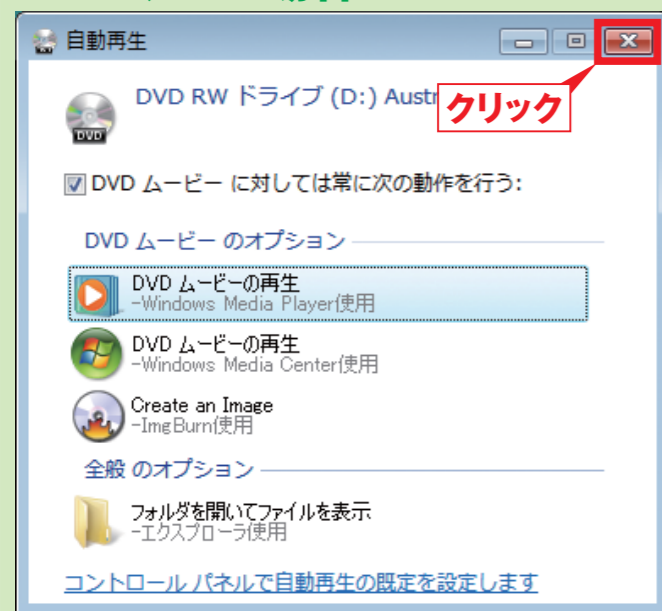 自動再生
DVD RW ドライブ (D:) Austr
クリック
DVD ムービー に対しては常に次の動作を行う:
DVD ムービー のオプション
DVD ムービーの再生
-Windows Media Player使用
DVD ムービーの再生
-Windows Media Center使用
Create an Image
-ImgBurn使用
全般 のオプション
フォルダを開いてファイルを表示
-エクスプローラ使用
コントロール パネルで自動再生の既定を設定します